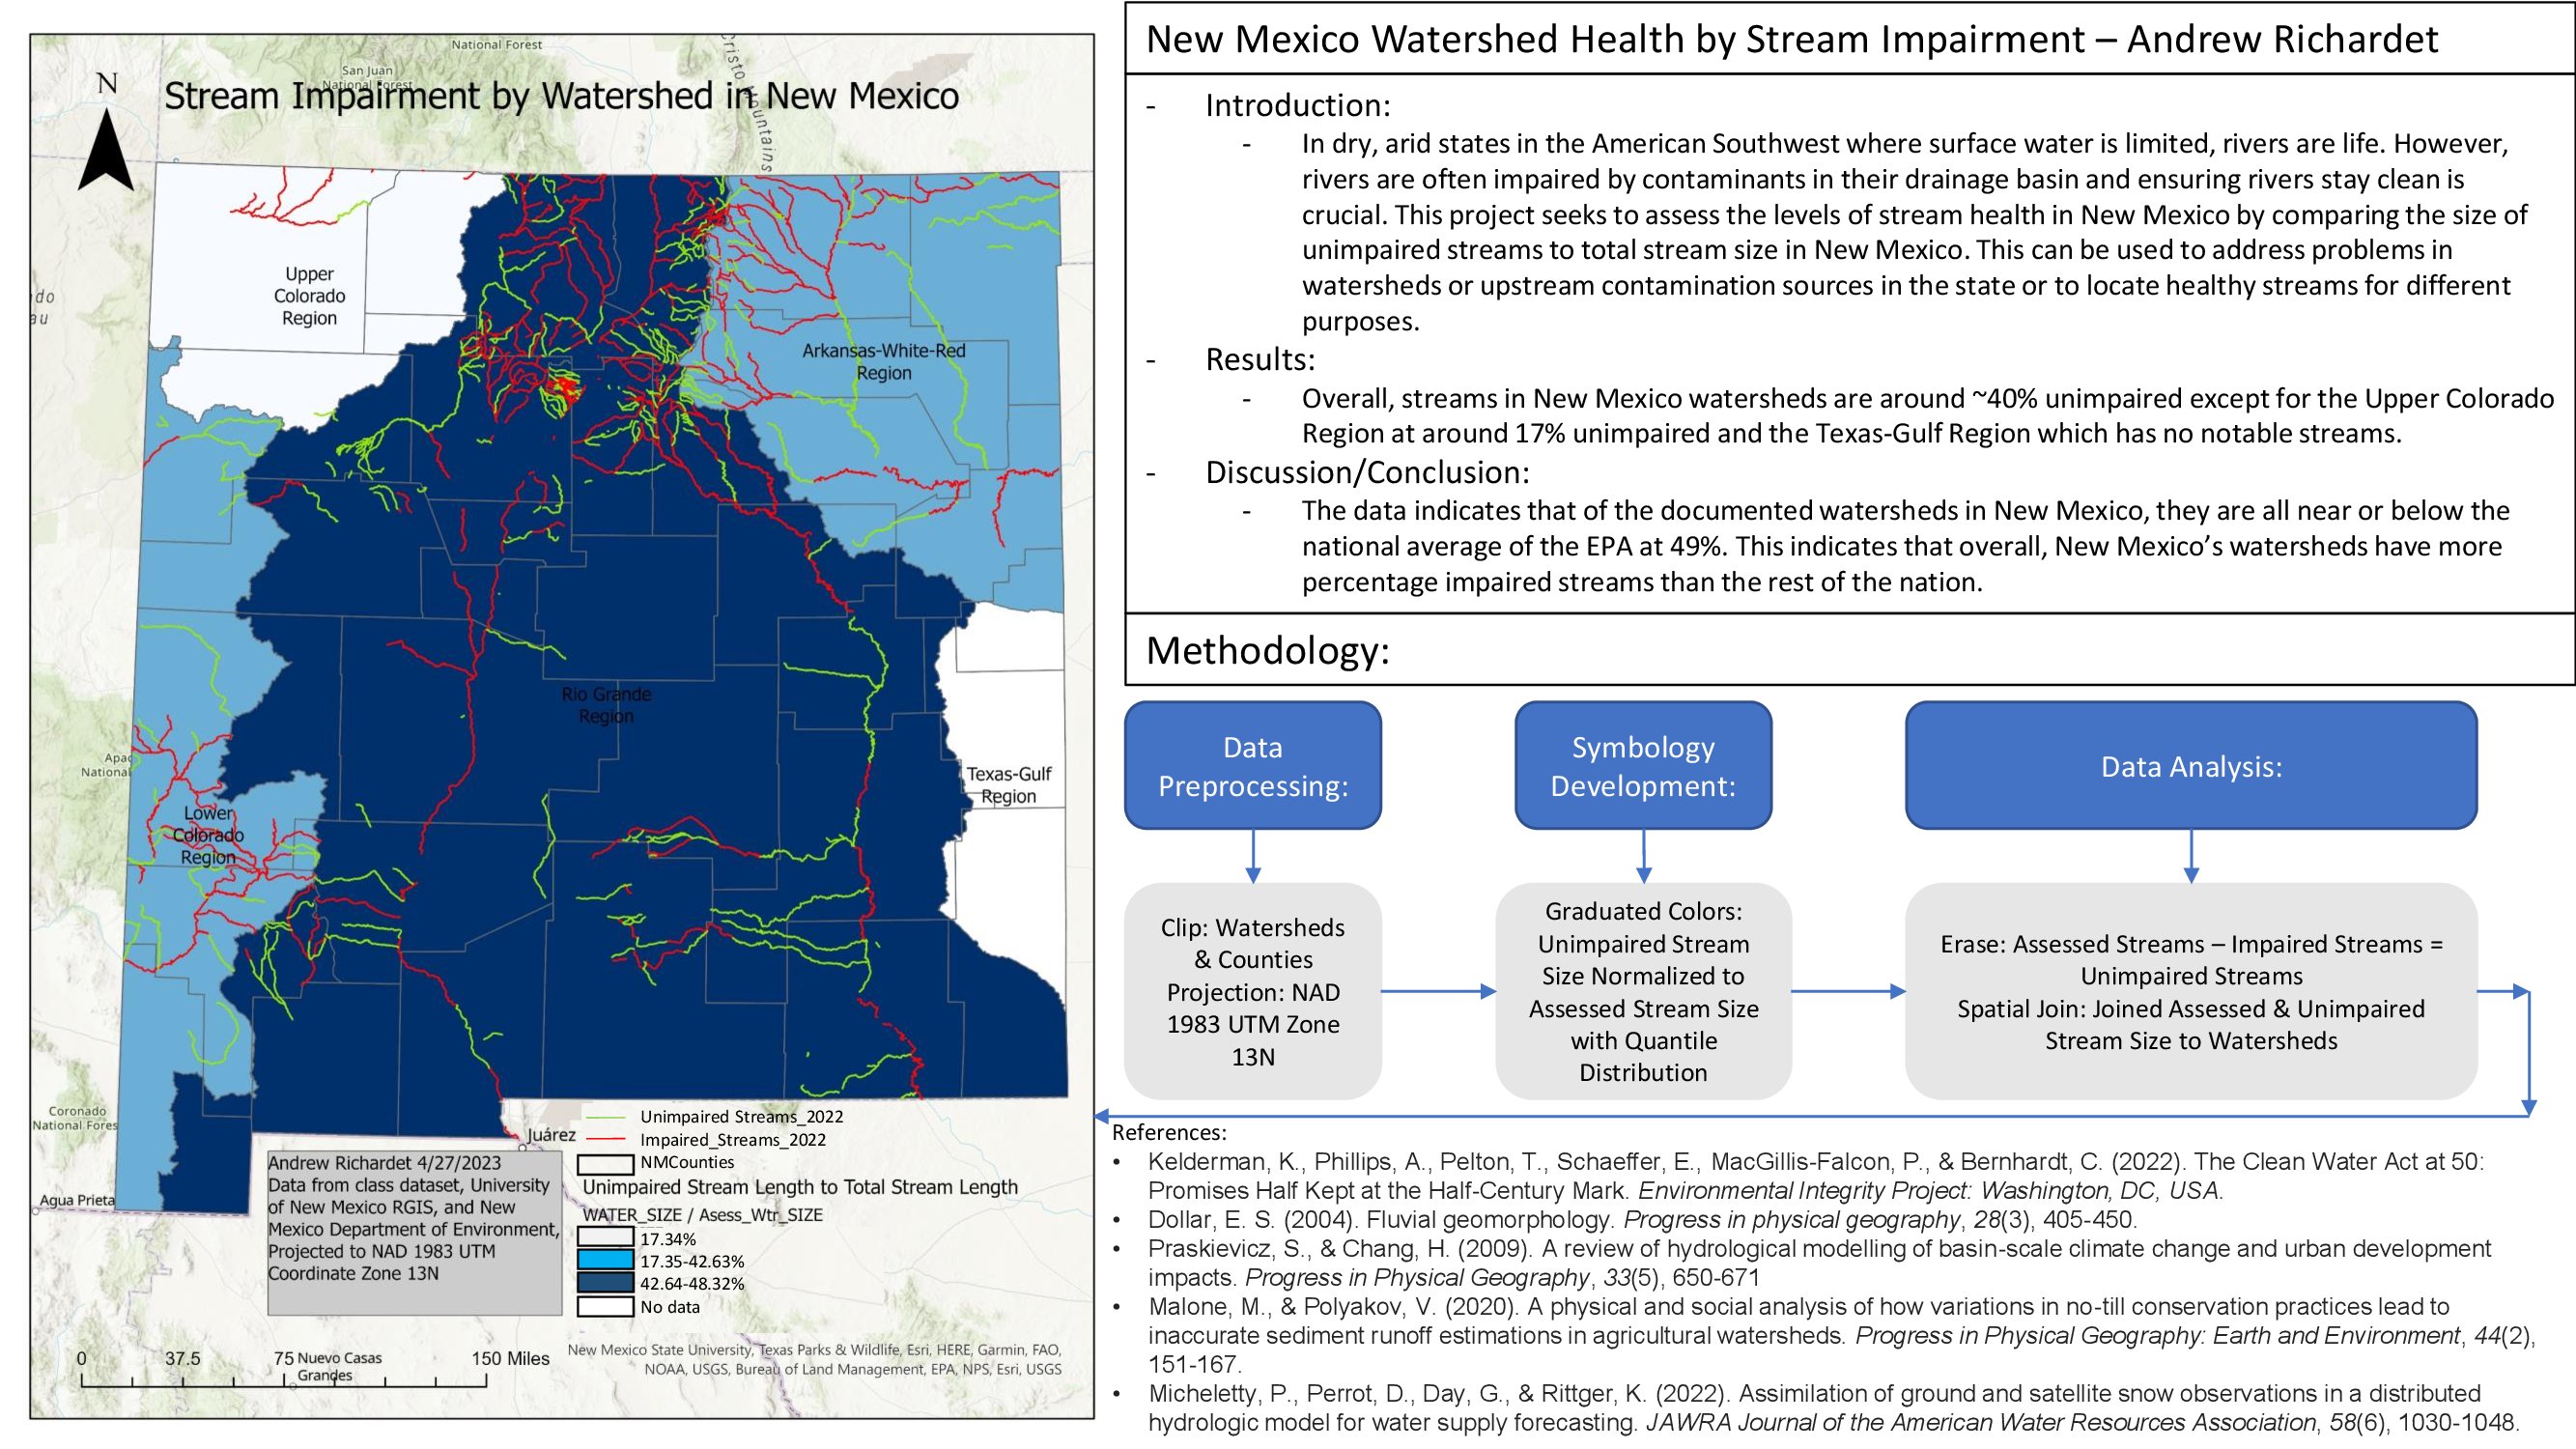 National Forest
San Juan
National Forest
Cristo Mountains
N
Stream Impairment by Watershed in New Mexico
Upper
Colorado
Region
Arkansas-White-Red
Region
Rio Grande
Region
Texas-Gulf
Region
Lower
Colorado
Region
ado
au
Apac
National
Coronado
National Fores
Agua Prieta
Juárez
Unimpaired Streams_2022
Impaired_Streams_2022
NMCounties
Unimpaired Stream Length to Total Stream Length
WATER_SIZE / Asess_Wtr_SIZE
17.34%
17.35-42.63%
42.64-48.32%
No data
Andrew Richardet 4/27/2023
Data from class dataset, University
of New Mexico RGIS, and New
Mexico Department of Environment,
Projected to NAD 1983 UTM
Coordinate Zone 13N
0 37.5 75 150 Miles
Nuevo Casas
Grandes
New Mexico State University, Texas Parks & Wildlife, Esri, HERE, Garmin, FAO,
NOAA, USGS, Bureau of Land Management, EPA, NPS, Esri, USGS
New Mexico Watershed Health by Stream Impairment – Andrew Richardet
- Introduction:
- In dry, arid states in the American Southwest where surface water is limited, rivers are life. However,
rivers are often impaired by contaminants in their drainage basin and ensuring rivers stay clean is
crucial. This project seeks to assess the levels of stream health in New Mexico by comparing the size of
unimpaired streams to total stream size in New Mexico. This can be used to address problems in
watersheds or upstream contamination sources in the state or to locate healthy streams for different
purposes.
- Results:
- Overall, streams in New Mexico watersheds are around ~40% unimpaired except for the Upper Colorado
Region at around 17% unimpaired and the Texas-Gulf Region which has no notable streams.
- Discussion/Conclusion:
- The data indicates that of the documented watersheds in New Mexico, they are all near or below the
national average of the EPA at 49%. This indicates that overall, New Mexico's watersheds have more
percentage impaired streams than the rest of the nation.
Methodology:
Data
Preprocessing:
Symbology
Development:
Data Analysis:
Clip: Watersheds
& Counties
Projection: NAD
1983 UTM Zone
13N
Graduated Colors:
Unimpaired Stream
Size Normalized to
Assessed Stream Size
with Quantile
Distribution
Erase: Assessed Streams – Impaired Streams =
Unimpaired Streams
Spatial Join: Joined Assessed & Unimpaired
Stream Size to Watersheds
References:
• Kelderman, K., Phillips, A., Pelton, T., Schaeffer, E., MacGillis-Falcon, P., & Bernhardt, C. (2022). The Clean Water Act at 50:
Promises Half Kept at the Half-Century Mark. Environmental Integrity Project: Washington, DC, USA.
• Dollar, E. S. (2004). Fluvial geomorphology. Progress in physical geography, 28(3), 405-450.
• Praskievicz, S., & Chang, H. (2009). A review of hydrological modelling of basin-scale climate change and urban development
impacts. Progress in Physical Geography, 33(5), 650-671
• Malone, M., & Polyakov, V. (2020). A physical and social analysis of how variations in no-till conservation practices lead to
inaccurate sediment runoff estimations in agricultural watersheds. Progress in Physical Geography: Earth and Environment, 44(2),
151-167.
• Micheletty, P., Perrot, D., Day, G., & Rittger, K. (2022). Assimilation of ground and satellite snow observations in a distributed
hydrologic model for water supply forecasting. JAWRA Journal of the American Water Resources Association, 58(6), 1030-1048.